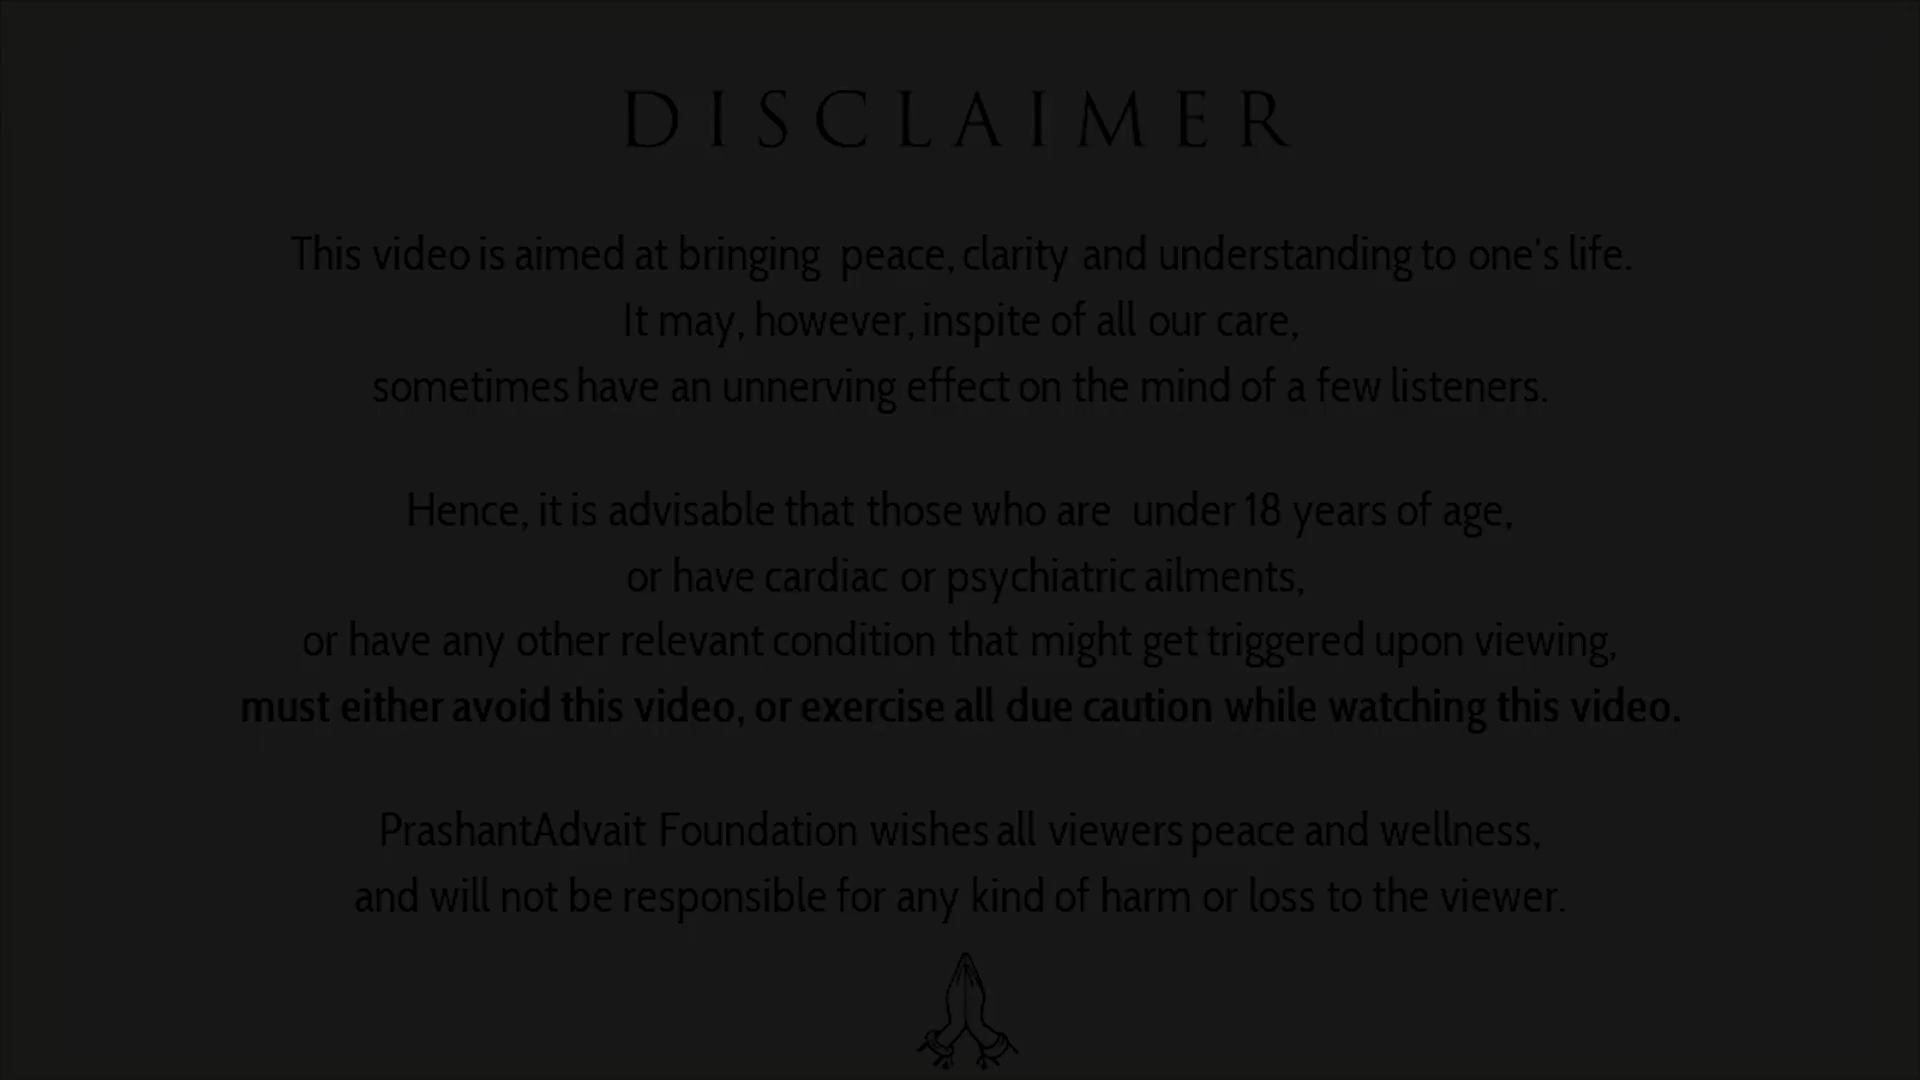 DISCLAIMER
This video is aimed at bringing peace, clarity and understanding to one's life.
It may, however, inspite of all our care,
sometimes have an unnerving effect on the mind of a few listeners.
Hence, it is advisable that those who are under 18 years of age,
or have cardiac or psychiatric ailments,
or have any other relevant condition that might get triggered upon viewing,
must either avoid this video, or exercise all due caution while watching this video.
PrashantAdvait Foundation wishes all viewers peace and wellness,
and will not be responsible for any kind of harm or loss to the viewer.